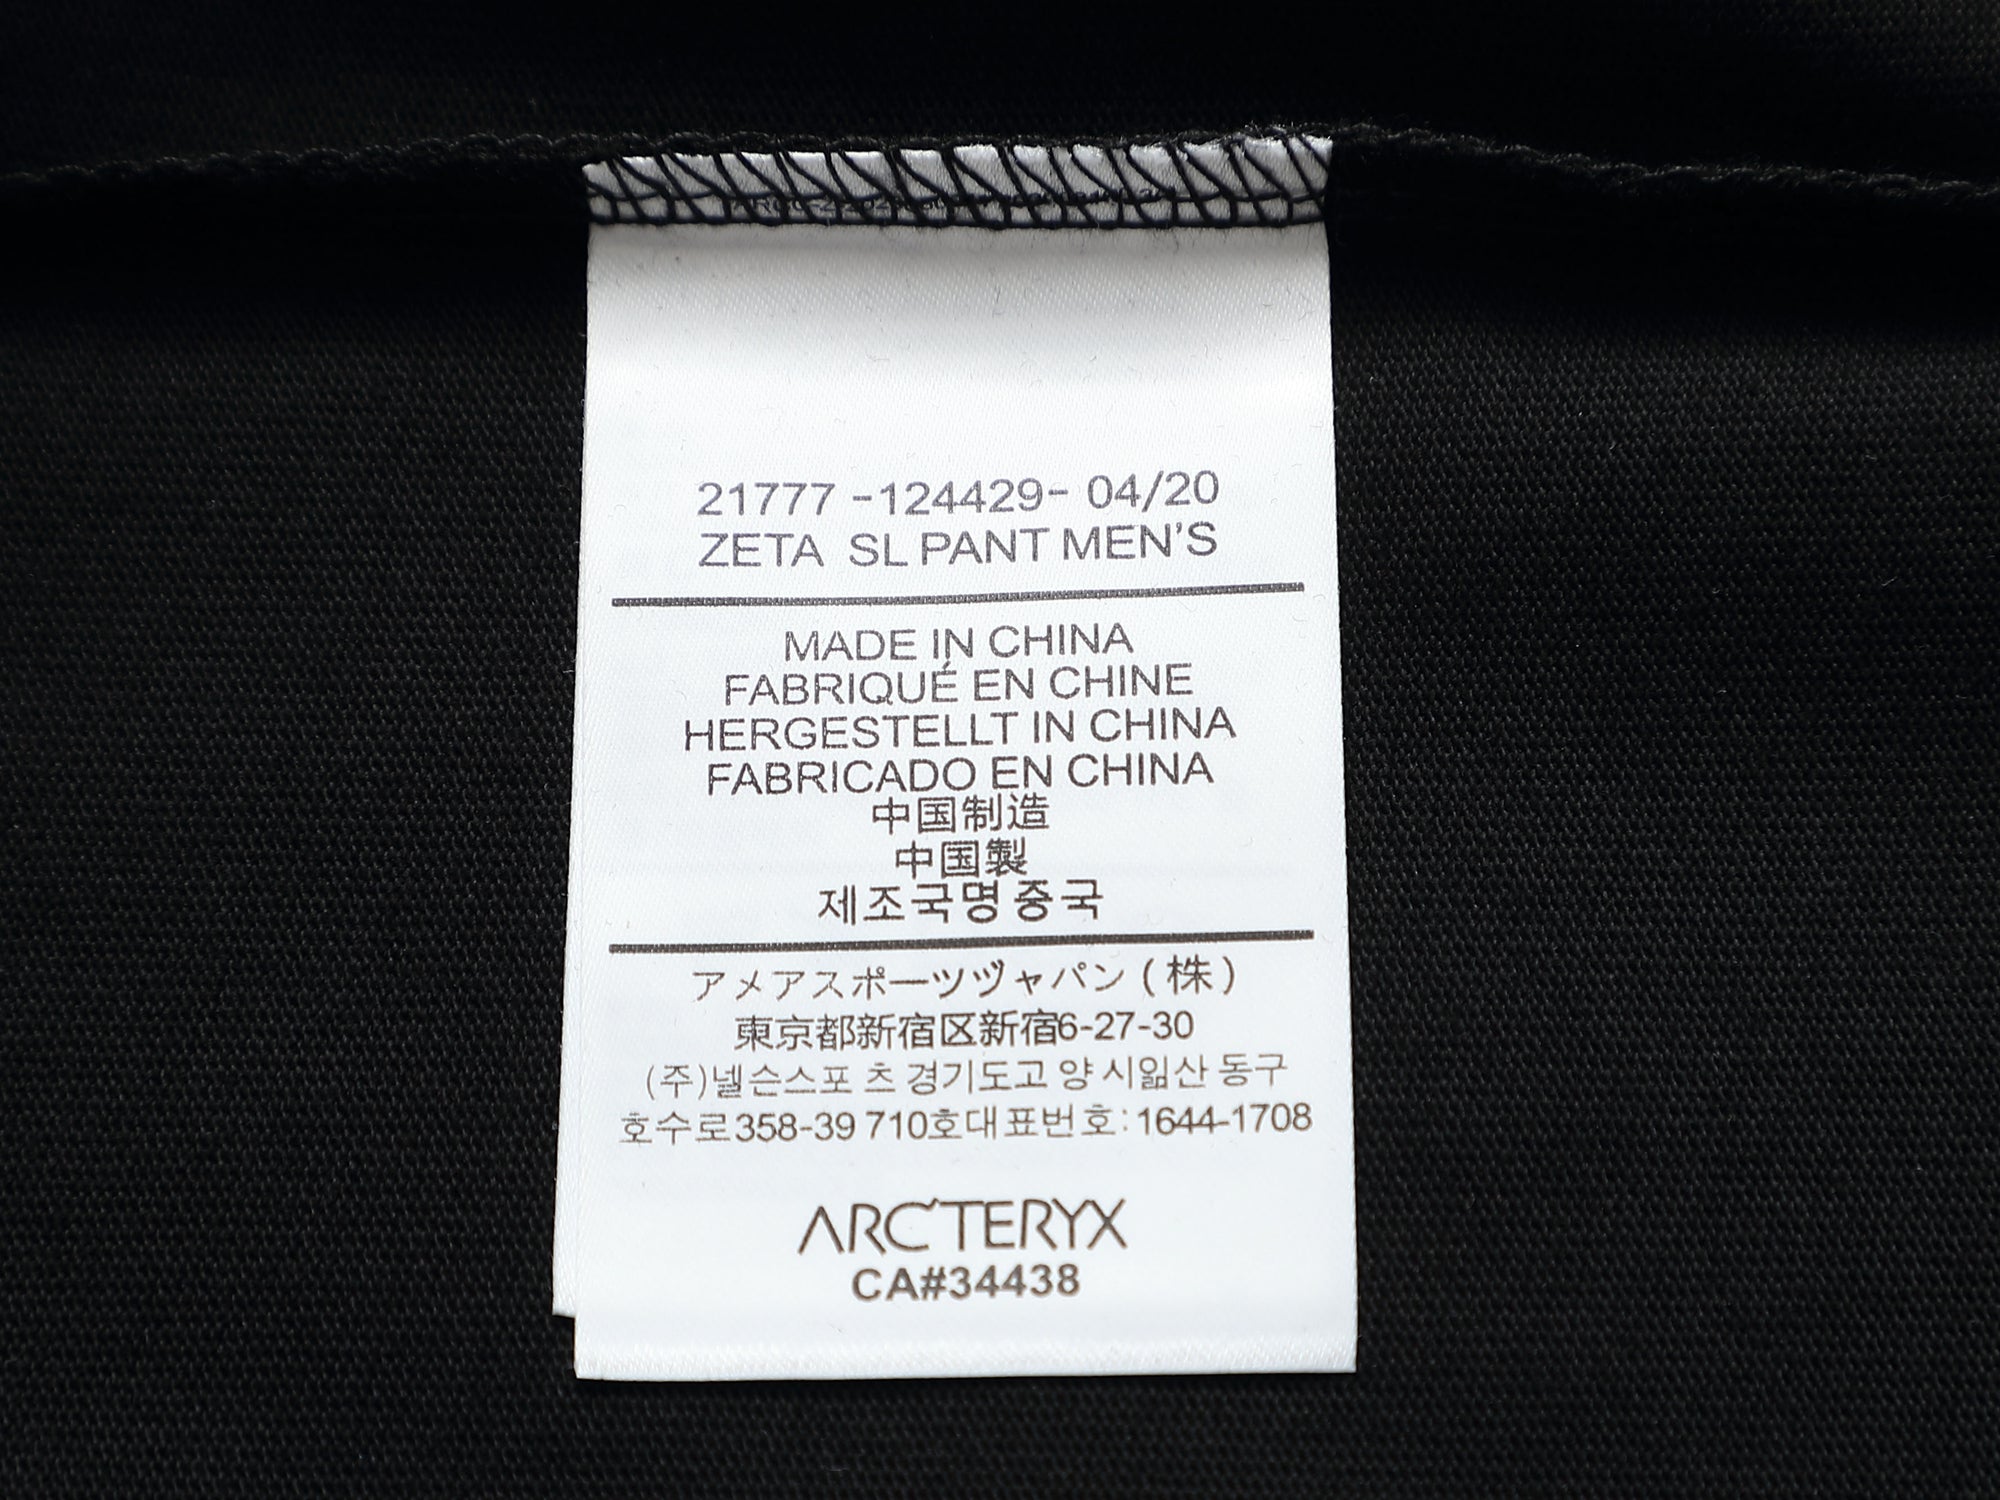 21777 -124429- 04/20
ZETA SL PANT MEN'S
MADE IN CHINA
FABRIQUÉ EN CHINE
HERGESTELLT IN CHINA
FABRICADO EN CHINA
中国制造
中国製
제조국명 중국
アメアスポーツヅャパン(株)
東京都新宿区新宿6-27-30
(주)넬슨스포 츠 경기도고 양 시일산 동구
호수로358-39 710호대표번호: 1644-1708
ARC'TERYX
CA#34438